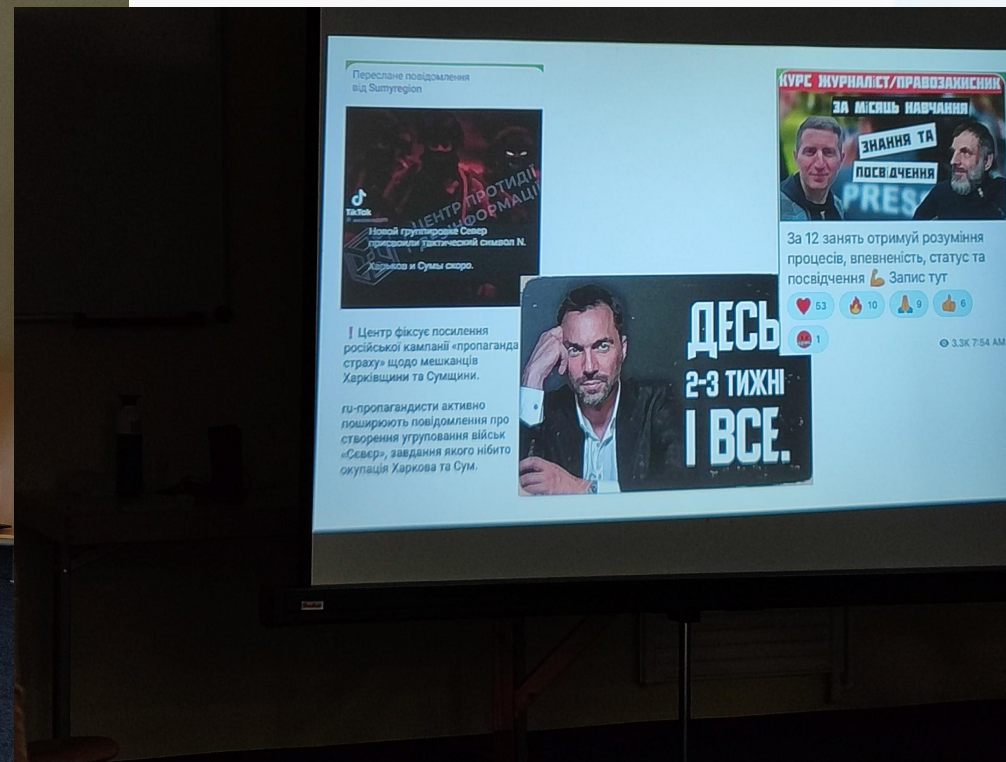 Переслане повідомлення
від Sumyregion
TikTok
ЦЕНТР ПРОТИДІЇ
ДЕЗІНФОРМАЦІЇ
Новой группировке Север
присвоили тактический символ N.
Харьков и Сумы скоро.
❗ Центр фіксує посилення
російської кампанії «пропаганда
страху» щодо мешканців
Харківщини та Сумщини.
ru-пропагандисти активно
поширюють повідомлення про
створення угруповання військ
«Сєвєр», завдання якого нібито
окупація Харкова та Сум.
ДЕСЬ
2-3 ТИЖНІ
І ВСЕ.
КУРС ЖУРНАЛІСТ/ПРАВОЗАХИСНИК
ЗА МІСЯЦЬ НАВЧАННЯ
ЗНАННЯ ТА
ПОСВІДЧЕННЯ
PRESS
За 12 занять отримуй розуміння
процесів, впевненість, статус та
посвідчення 💪 Запис тут
❤ 53 🔥 10 🙏 9 👍 6
😡 1
3.3K 7:54 AM